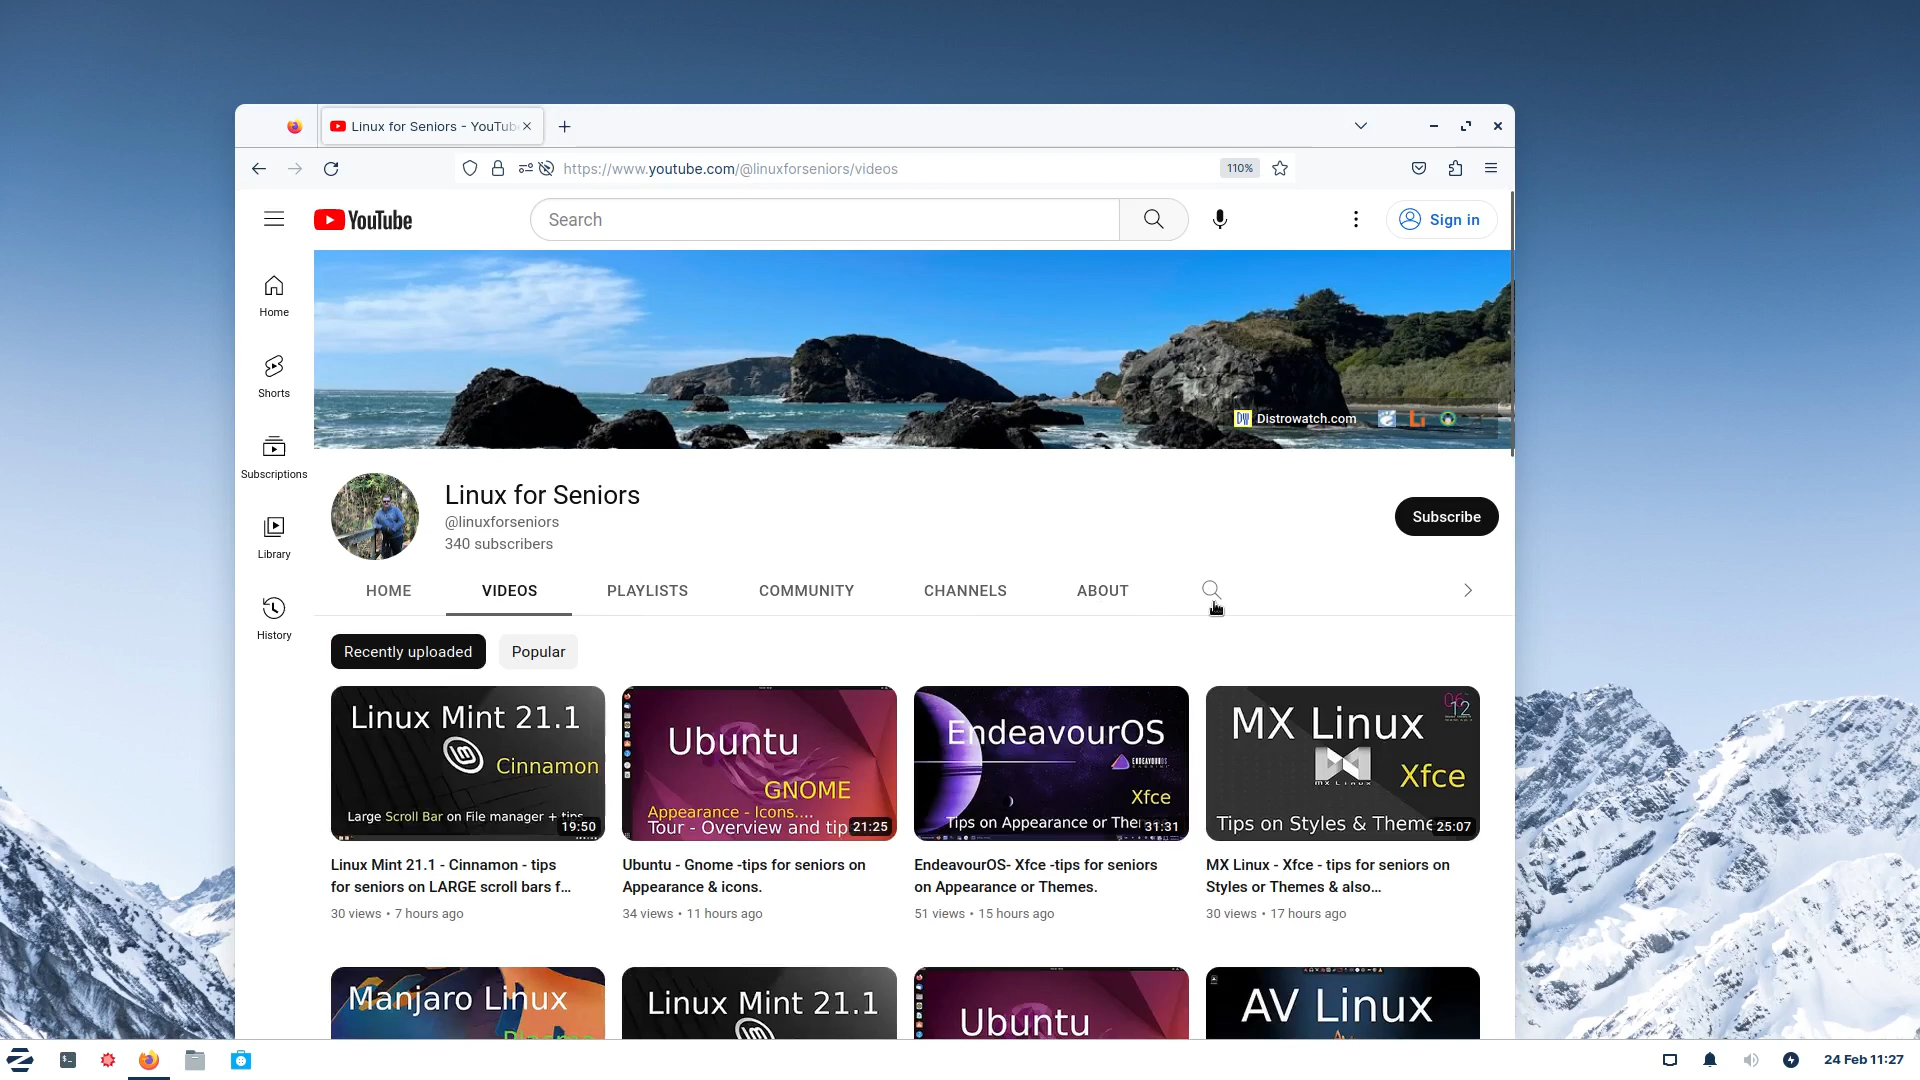 Linux for Seniors - YouTub
https://www.youtube.com/@linuxforseniors/videos
110%
YouTube
Search
Sign in
Home
Shorts
Subscriptions
Library
History
DW Distrowatch.com
Linux for Seniors
@linuxforseniors
340 subscribers
Subscribe
HOME
VIDEOS
PLAYLISTS
COMMUNITY
CHANNELS
ABOUT
Recently uploaded
Popular
Linux Mint 21.1
Cinnamon
Large Scroll Bar on File manager + tips
19:50
Linux Mint 21.1 - Cinnamon - tips
for seniors on LARGE scroll bars f...
30 views • 7 hours ago
Ubuntu
GNOME
Appearance - Icons....
Tour - Overview and tip
21:25
Ubuntu - Gnome -tips for seniors on
Appearance & icons.
34 views • 11 hours ago
EndeavourOS
ENDEAVOUROS
Xfce
Tips on Appearance or The
31:31
EndeavourOS- Xfce -tips for seniors
on Appearance or Themes.
51 views • 15 hours ago
06
12
MX Linux
MX LINUX
Xfce
Tips on Styles & Theme
25:07
MX Linux - Xfce - tips for seniors on
Styles or Themes & also...
30 views • 17 hours ago
Manjaro Linux
Linux Mint 21.1
Ubuntu
AV Linux
24 Feb 11:27